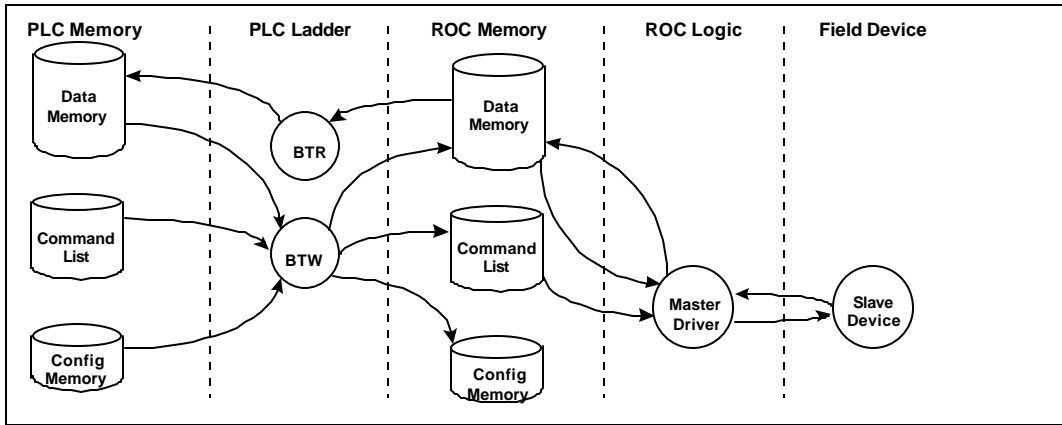 PLC Memory
PLC Ladder
ROC Memory
ROC Logic
Field Device
Data
Memory
BTR
Data
Memory
Command
List
BTW
Command
List
Master
Driver
Slave
Device
Config
Memory
Config
Memory